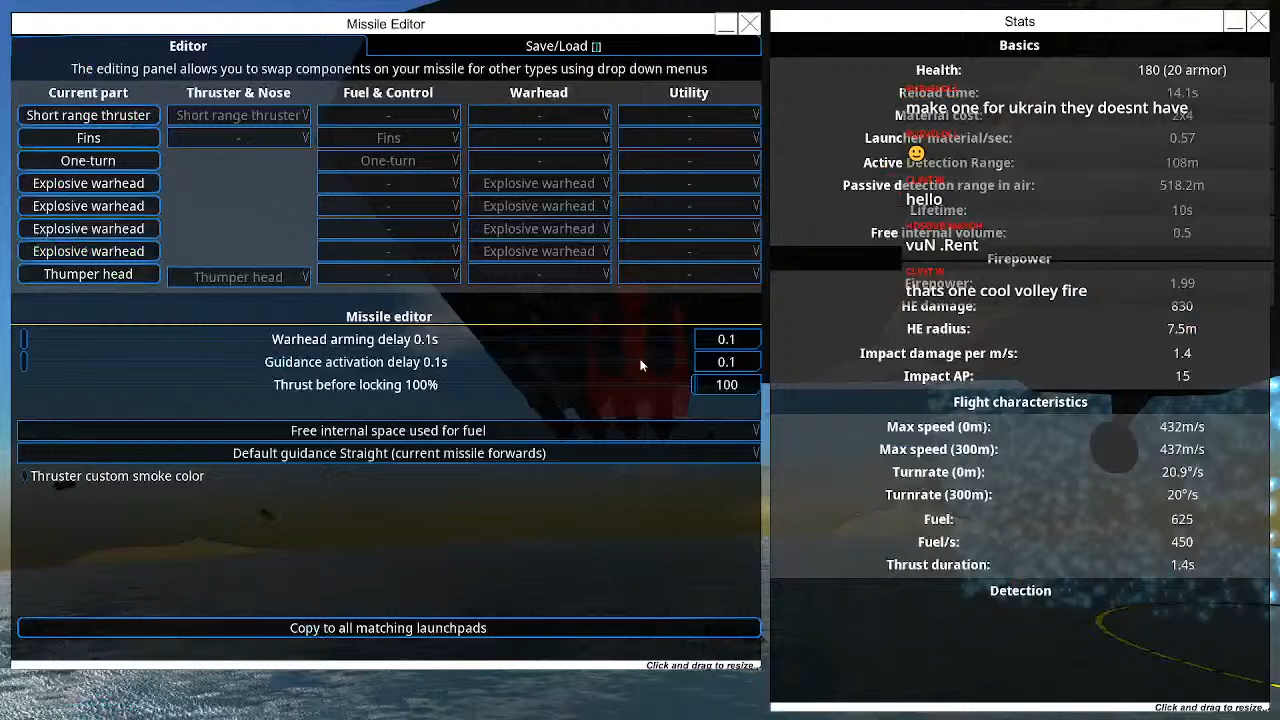 Missile Editor
Editor
Save/Load []
The editing panel allows you to swap components on your missile for other types using drop down menus
Current part Thruster & Nose Fuel & Control Warhead Utility
Short range thruster Short range thruster - - -
Fins - Fins - -
One-turn One-turn - -
Explosive warhead - Explosive warhead -
Explosive warhead - Explosive warhead -
Explosive warhead - Explosive warhead -
Explosive warhead - Explosive warhead -
Thumper head Thumper head - - -
Missile editor
Warhead arming delay 0.1s 0.1
Guidance activation delay 0.1s 0.1
Thrust before locking 100% 100
Free internal space used for fuel
Default guidance Straight (current missile forwards)
Thruster custom smoke color
Copy to all matching launchpads
Click and drag to resize...
Stats
Basics
Health: 180 (20 armor)
Reload time: 14.1s
make one for ukrain they doesnt have
Material cost: 2x4
Launcher material/sec: 0.57
Active Detection Range: 108m
Passive detection range in air: 518.2m
CLINT IN
hello
Lifetime: 10s
Free internal volume: 0.5
vuN .Rent
Firepower
CLINT IN
thats one cool volley fire
Firepower: 1.99
HE damage: 830
HE radius: 7.5m
Impact damage per m/s: 1.4
Impact AP: 15
Flight characteristics
Max speed (0m): 432m/s
Max speed (300m): 437m/s
Turnrate (0m): 20.9°/s
Turnrate (300m): 20°/s
Fuel: 625
Fuel/s: 450
Thrust duration: 1.4s
Detection
Click and drag to resize...